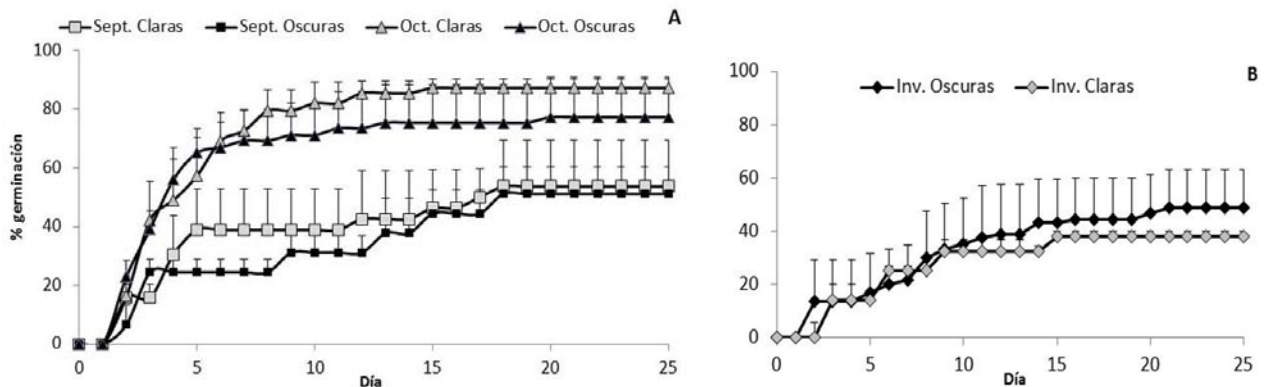 Sept. Claras Sept. Oscuras Oct. Claras Oct. Oscuras A
100
80
60
40
20
0
% germinación
0 5 10 15 20 25
Día
B
Inv. Oscuras Inv. Claras
100
80
60
40
20
0
0 5 10 15 20 25
Día